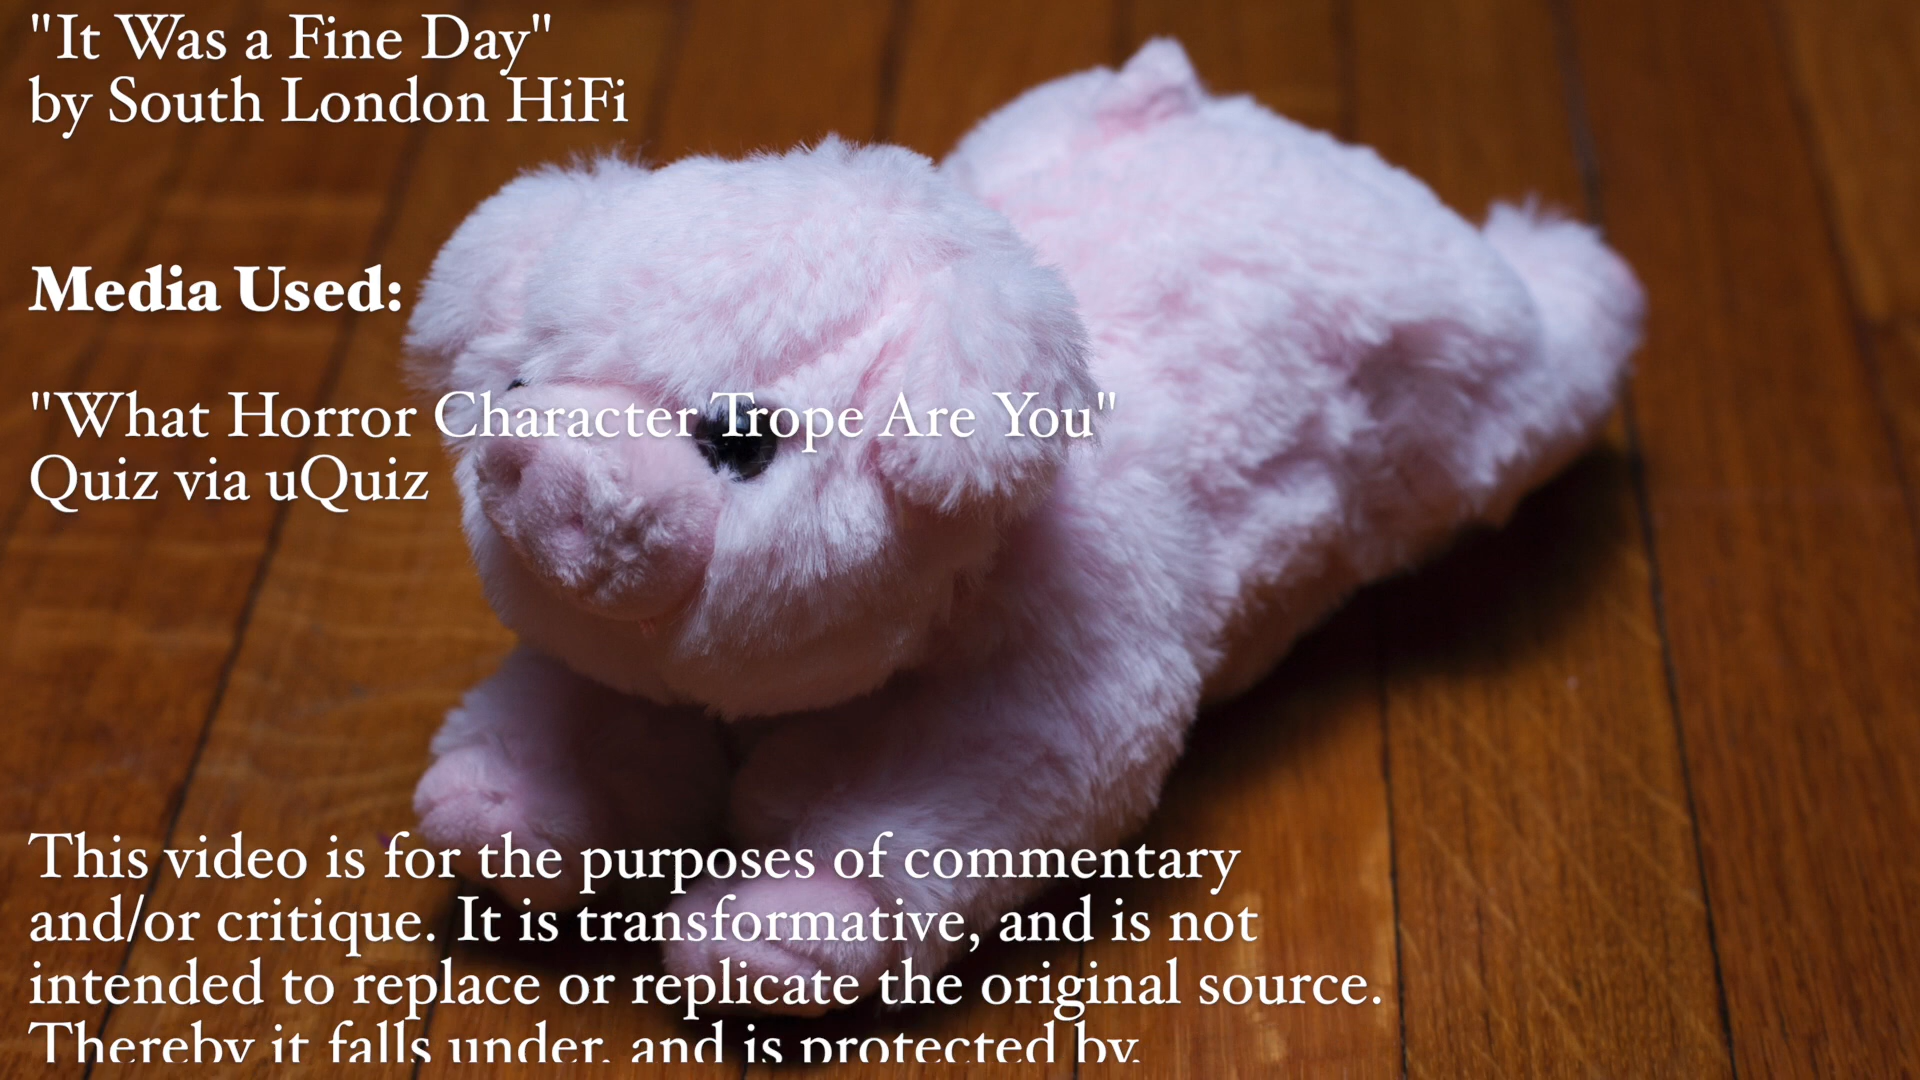 "It Was a Fine Day"
by South London HiFi
Media Used:
"What Horror Character Trope Are You"
Quiz via uQuiz
This video is for the purposes of commentary
and/or critique. It is transformative, and is not
intended to replace or replicate the original source.
Thereby it falls under, and is protected by,